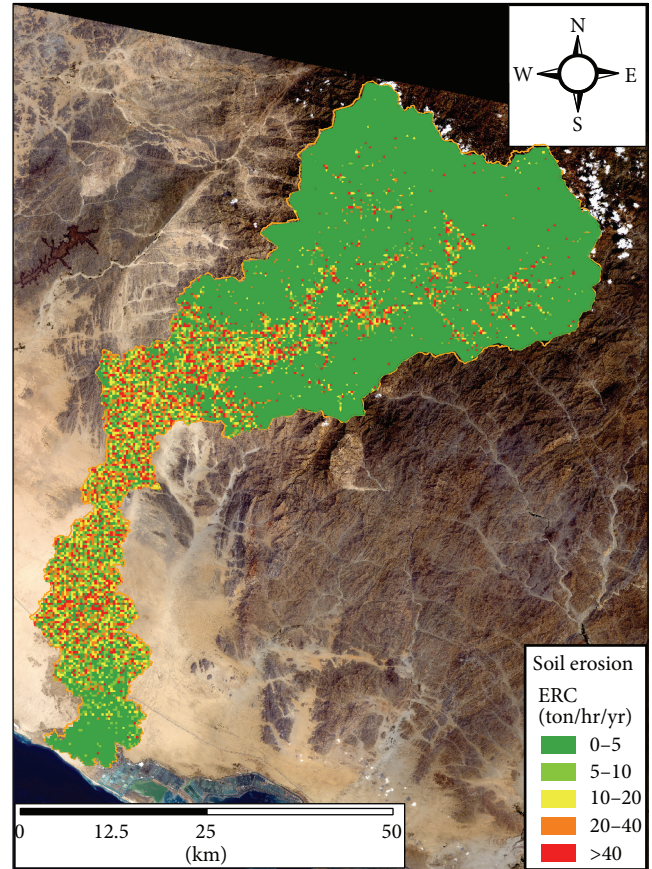 N
W E
S
Soil erosion
ERC
(ton/hr/yr)
0–5
5–10
10–20
20–40
>40
0 12.5 25 50
(km)